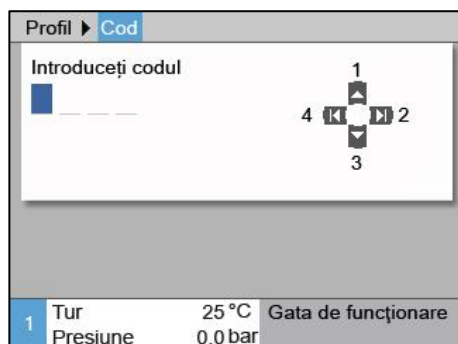 Profil ▶ Cod
Introduceți codul
1
4 2
3
1 Tur 25 °C Gata de funcționare
Presiune 0.0 bar